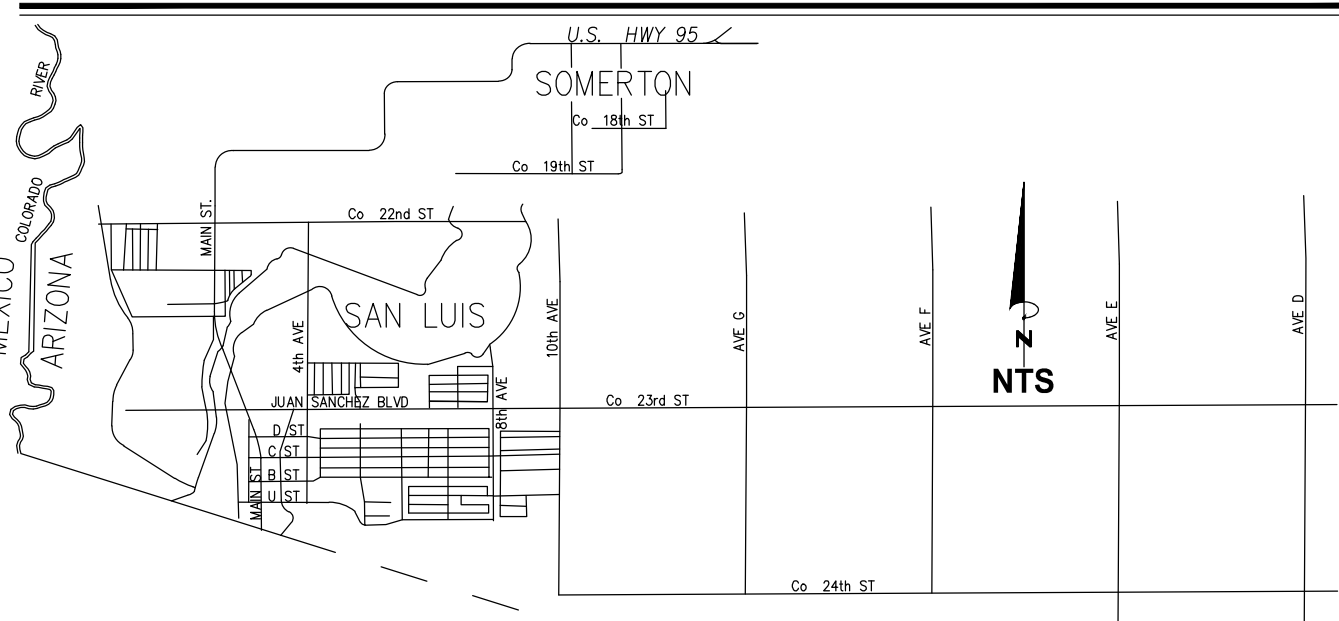 U.S. HWY 95
SOMERTON
RIVER
Co 18th ST
Co 19th ST
COLORADO
MAIN ST.
Co 22nd ST
MEXICO
ARIZONA
SAN LUIS
4th AVE
10th AVE
AVE G
AVE F
AVE E
AVE D
N
NTS
8th AVE
JUAN SANCHEZ BLVD
Co 23rd ST
D ST
C ST
B ST
U ST
MAIN ST
Co 24th ST